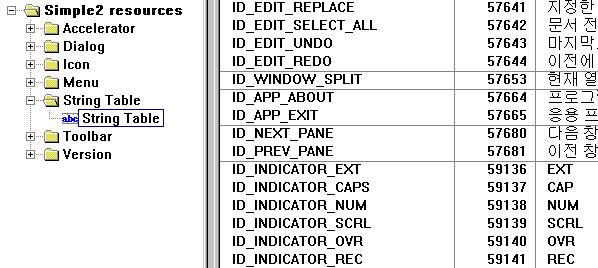 Simple2 resources
Accelerator
Dialog
Icon
Menu
String Table
abc String Table
Toolbar
Version
ID_EDIT_REPLACE 57641 지정한
ID_EDIT_SELECT_ALL 57642 문서 전
ID_EDIT_UNDO 57643 마지막
ID_EDIT_REDO 57644 이전에
ID_WINDOW_SPLIT 57653 현재 열
ID_APP_ABOUT 57664 프로그
ID_APP_EXIT 57665 응용 프
ID_NEXT_PANE 57680 다음 창
ID_PREV_PANE 57681 이전 창
ID_INDICATOR_EXT 59136 EXT
ID_INDICATOR_CAPS 59137 CAP
ID_INDICATOR_NUM 59138 NUM
ID_INDICATOR_SCRL 59139 SCRL
ID_INDICATOR_OVR 59140 OVR
ID_INDICATOR_REC 59141 REC